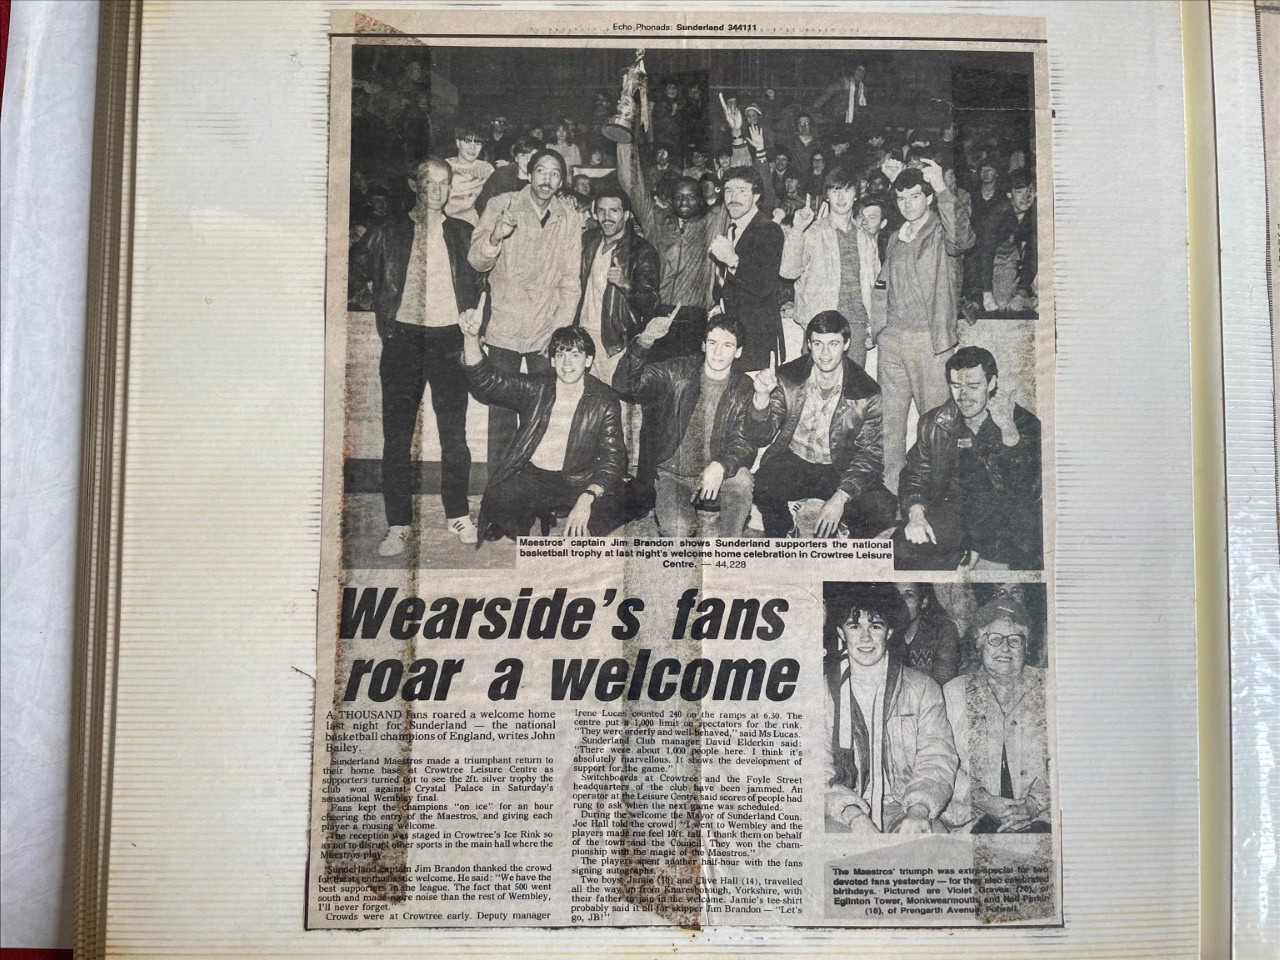 Echo Phonads: Sunderland 344111
Maestros' captain Jim Brandon shows Sunderland supporters the national
basketball trophy at last night's welcome home celebration in Crowtree Leisure
Centre. — 44,228
Wearside's fans
roar a welcome
A THOUSAND fans roared a welcome home
last night for Sunderland — the national
basketball champions of England, writes John
Bailey.
Sunderland Maestros made a triumphant return to
their home base at Crowtree Leisure Centre as
supporters turned out to see the 2ft. silver trophy the
club won against Crystal Palace in Saturday's
sensational Wembley final.
Fans kept the champions "on ice" for an hour
cheering the entry of the Maestros, and giving each
player a rousing welcome.
The reception was staged in Crowtree's Ice Rink so
as not to disrupt other sports in the main hall where the
Maestros play.
Sunderland captain Jim Brandon thanked the crowd
for their enthusiastic welcome. He said: "We have the
best supporters in the league. The fact that 500 went
south and made more noise than the rest of Wembley,
I'll never forget."
Crowds were at Crowtree early. Deputy manager
Irene Lucas counted 240 on the ramps at 6.30. The
centre put a 1,000 limit on spectators for the rink.
"They were orderly and well-behaved," said Ms Lucas.
Sunderland Club manager David Elderkin said:
"There were about 1,000 people here. I think it's
absolutely marvellous. It shows the development of
support for the game."
Switchboards at Crowtree and the Foyle Street
headquarters of the club have been jammed. An
operator at the Leisure Centre said scores of people had
rung to ask when the next game was scheduled.
During the welcome the Mayor of Sunderland Coun.
Joe Hall told the crowd: "I went to Wembley and the
players made me feel 10ft. tall. I thank them on behalf
of the town and the Council. They won the cham-
pionship with the magic of the Maestros."
The players spent another half-hour with the fans
signing autographs.
Two boys, Jamie (10) and Clive Hall (14), travelled
all the way up from Knaresborough, Yorkshire, with
their father to join in the welcome. Jamie's tee-shirt
probably said it all for skipper Jim Brandon — "Let's
go, JB!"
The Maestros' triumph was extra-special for two
devoted fans yesterday — for they also celebrated
birthdays. Pictured are Violet Graves of
Eglinton Tower, Monkwearmouth, and Neil Parkin
(16), of Prengarth Avenue, Fulwell.